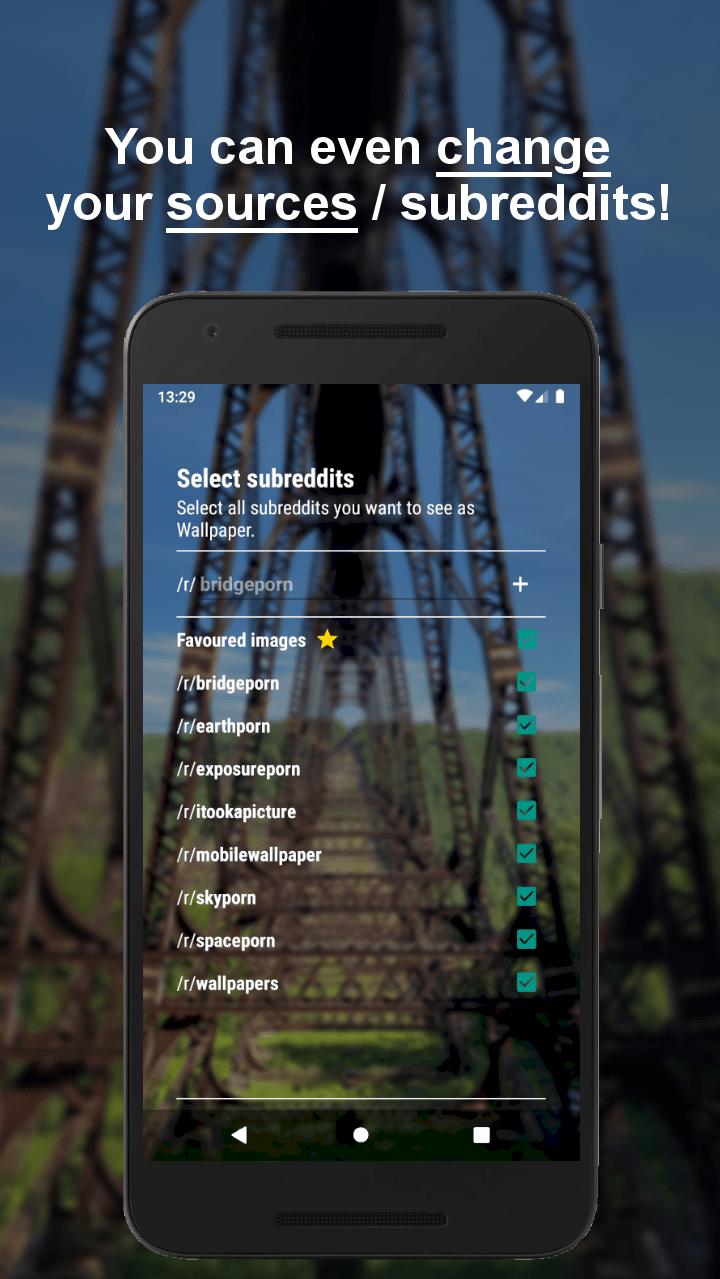 You can even change
your sources / subreddits!
13:29
Select subreddits
Select all subreddits you want to see as
Wallpaper.
/r/ bridgeporn +
Favoured images
/r/bridgeporn
/r/earthporn
/r/exposureporn
/r/itookapicture
/r/mobilewallpaper
/r/skyporn
/r/spaceporn
/r/wallpapers